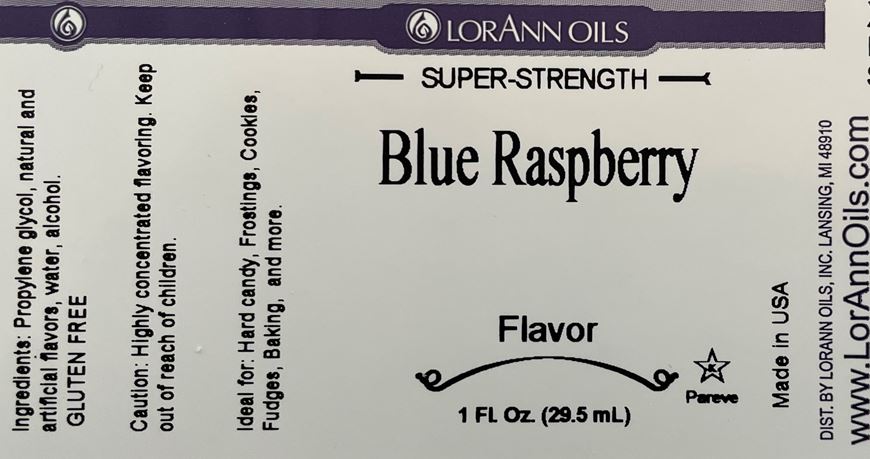 LORANN OILS
SUPER-STRENGTH
Blue Raspberry
Flavor
1 Fl. Oz. (29.5 mL)
K
Pareve
Ingredients: Propylene glycol, natural and
artificial flavors, water, alcohol.
GLUTEN FREE
Caution: Highly concentrated flavoring. Keep
out of reach of children.
Ideal for: Hard candy, Frostings, Cookies,
Fudges, Baking, and more.
Made in USA
DIST. BY LORANN OILS, INC. LANSING, MI 48910
www.LorAnnOils.com